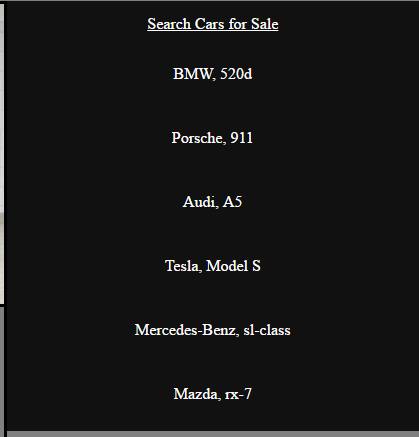 Search Cars for Sale
BMW, 520d
Porsche, 911
Audi, A5
Tesla, Model S
Mercedes-Benz, sl-class
Mazda, rx-7